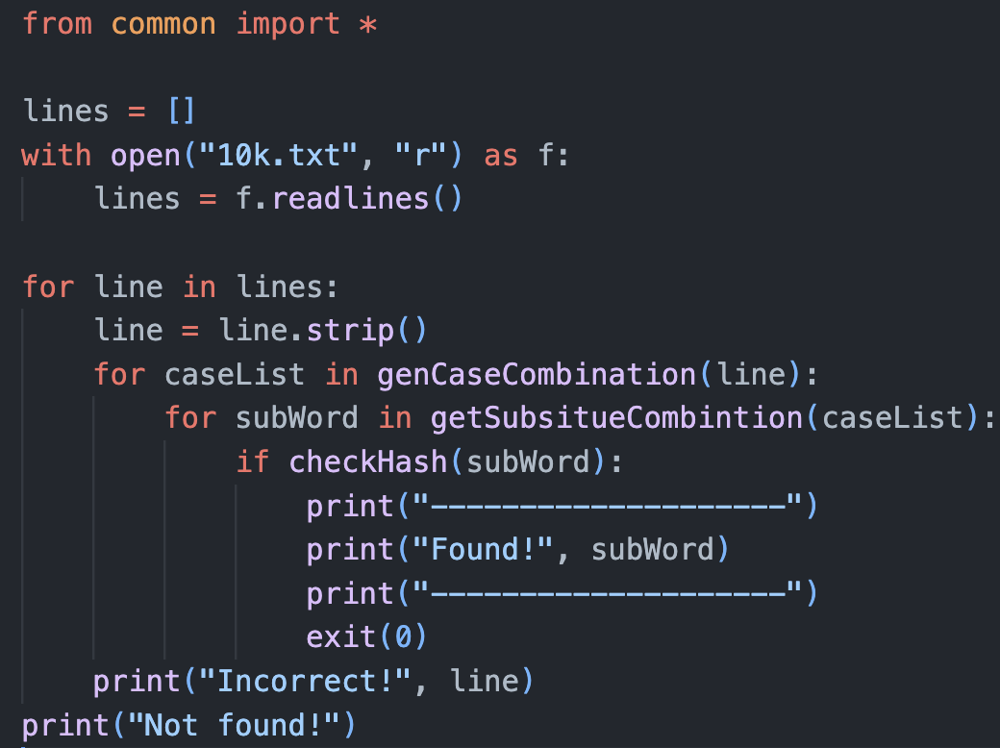 from common import *

lines = []
with open("10k.txt", "r") as f:
    lines = f.readlines()

for line in lines:
    line = line.strip()
    for caseList in genCaseCombination(line):
        for subWord in getSubsitueCombintion(caseList):
            if checkHash(subWord):
                print("--------------------")
                print("Found!", subWord)
                print("--------------------")
                exit(0)
    print("Incorrect!", line)
print("Not found!")